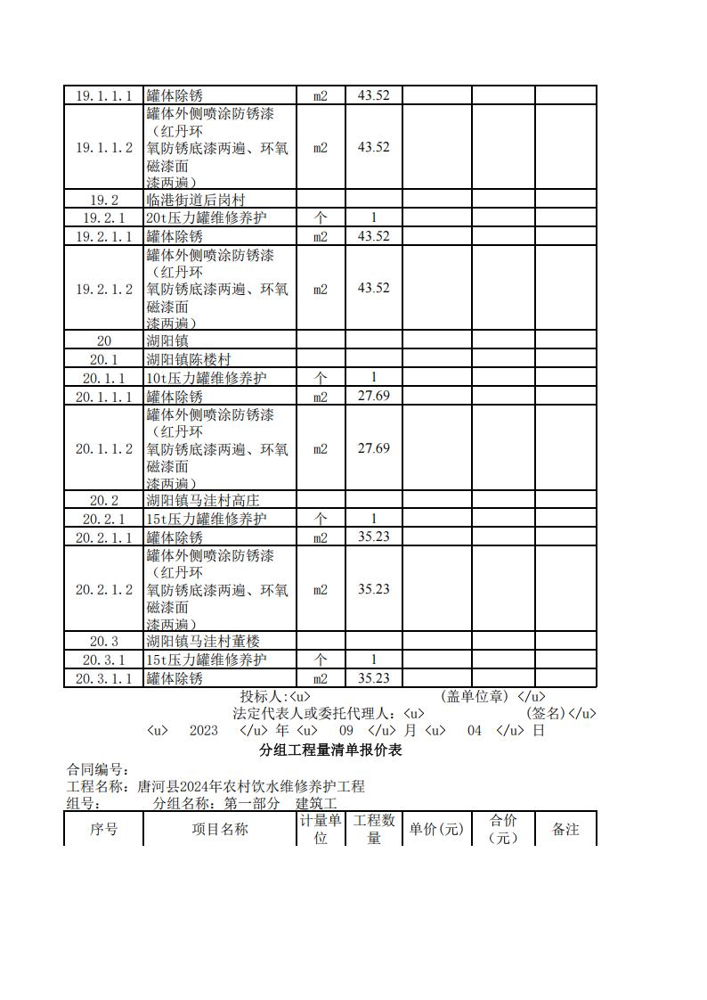 19.1.1.1 罐体除锈 m2 43.52
罐体外侧喷涂防锈漆
（红丹环
19.1.1.2 氧防锈底漆两遍、环氧 m2 43.52
磁漆面
漆两遍）
19.2 临港街道后岗村
19.2.1 20t压力罐维修养护 个 1
19.2.1.1 罐体除锈 m2 43.52
罐体外侧喷涂防锈漆
（红丹环
19.2.1.2 氧防锈底漆两遍、环氧 m2 43.52
磁漆面
漆两遍）
20 湖阳镇
20.1 湖阳镇陈楼村
20.1.1 10t压力罐维修养护 个 1
20.1.1.1 罐体除锈 m2 27.69
罐体外侧喷涂防锈漆
（红丹环
20.1.1.2 氧防锈底漆两遍、环氧 m2 27.69
磁漆面
漆两遍）
20.2 湖阳镇马洼村高庄
20.2.1 15t压力罐维修养护 个 1
20.2.1.1 罐体除锈 m2 35.23
罐体外侧喷涂防锈漆
（红丹环
20.2.1.2 氧防锈底漆两遍、环氧 m2 35.23
磁漆面
漆两遍）
20.3 湖阳镇马洼村董楼
20.3.1 15t压力罐维修养护 个 1
20.3.1.1 罐体除锈 m2 35.23
投标人:<u> (盖单位章) </u>
法定代表人或委托代理人：<u> (签名)</u>
<u> 2023 </u> 年 <u> 09 </u> 月 <u> 04 </u> 日
分组工程量清单报价表
合同编号：
工程名称：唐河县2024年农村饮水维修养护工程
组号： 分组名称：第一部分 建筑工
序号 项目名称 计量单位 工程数量 单价(元) 合价（元） 备注